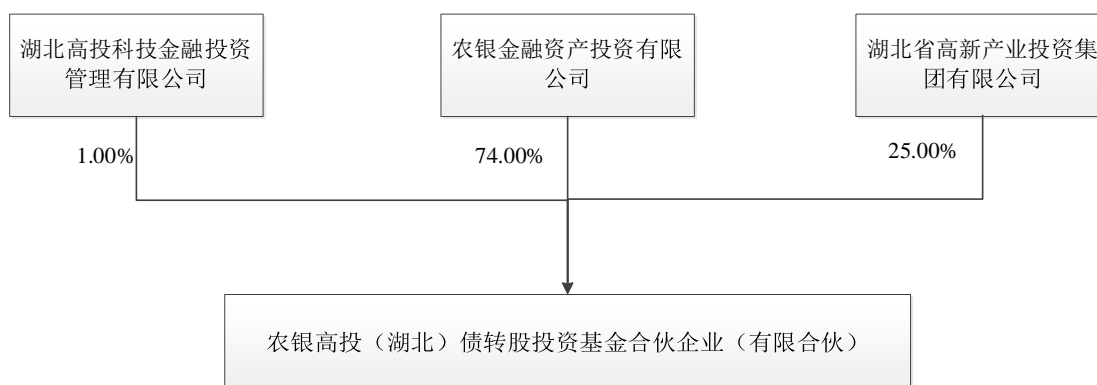 湖北高投科技金融投资
管理有限公司
农银金融资产投资有限
公司
湖北省高新产业投资集
团有限公司
1.00%
74.00%
25.00%
农银高投（湖北）债转股投资基金合伙企业（有限合伙）